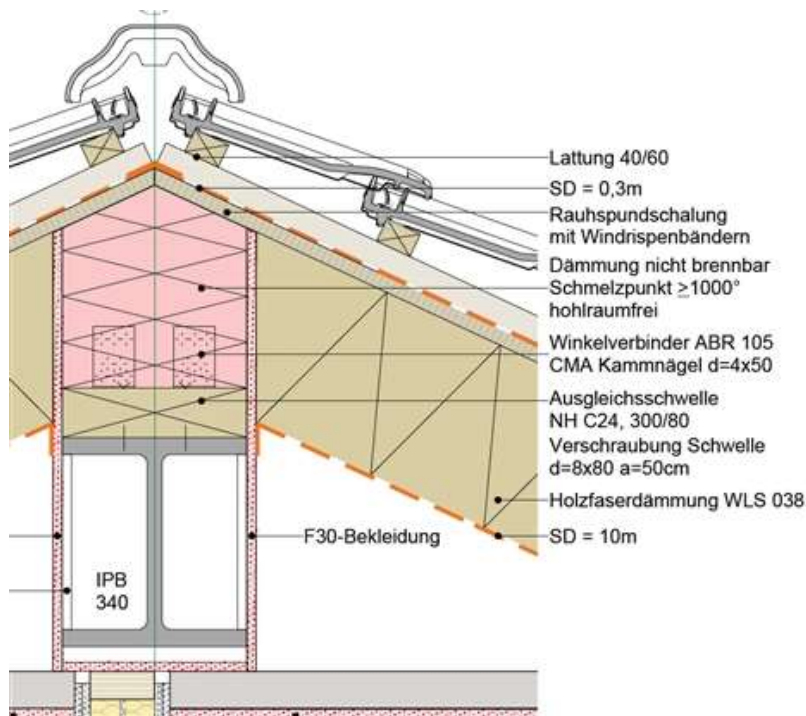 Lattung 40/60
SD = 0,3m
Rauhspundschalung
mit Windrispenbändern
Dämmung nicht brennbar
Schmelzpunkt ≥1000°
hohlraumfrei
Winkelverbinder ABR 105
CMA Kammnägel d=4x50
Ausgleichsschwelle
NH C24, 300/80
Verschraubung Schwelle
d=8x80 a=50cm
Holzfaserdämmung WLS 038
F30-Bekleidung
SD = 10m
IPB
340